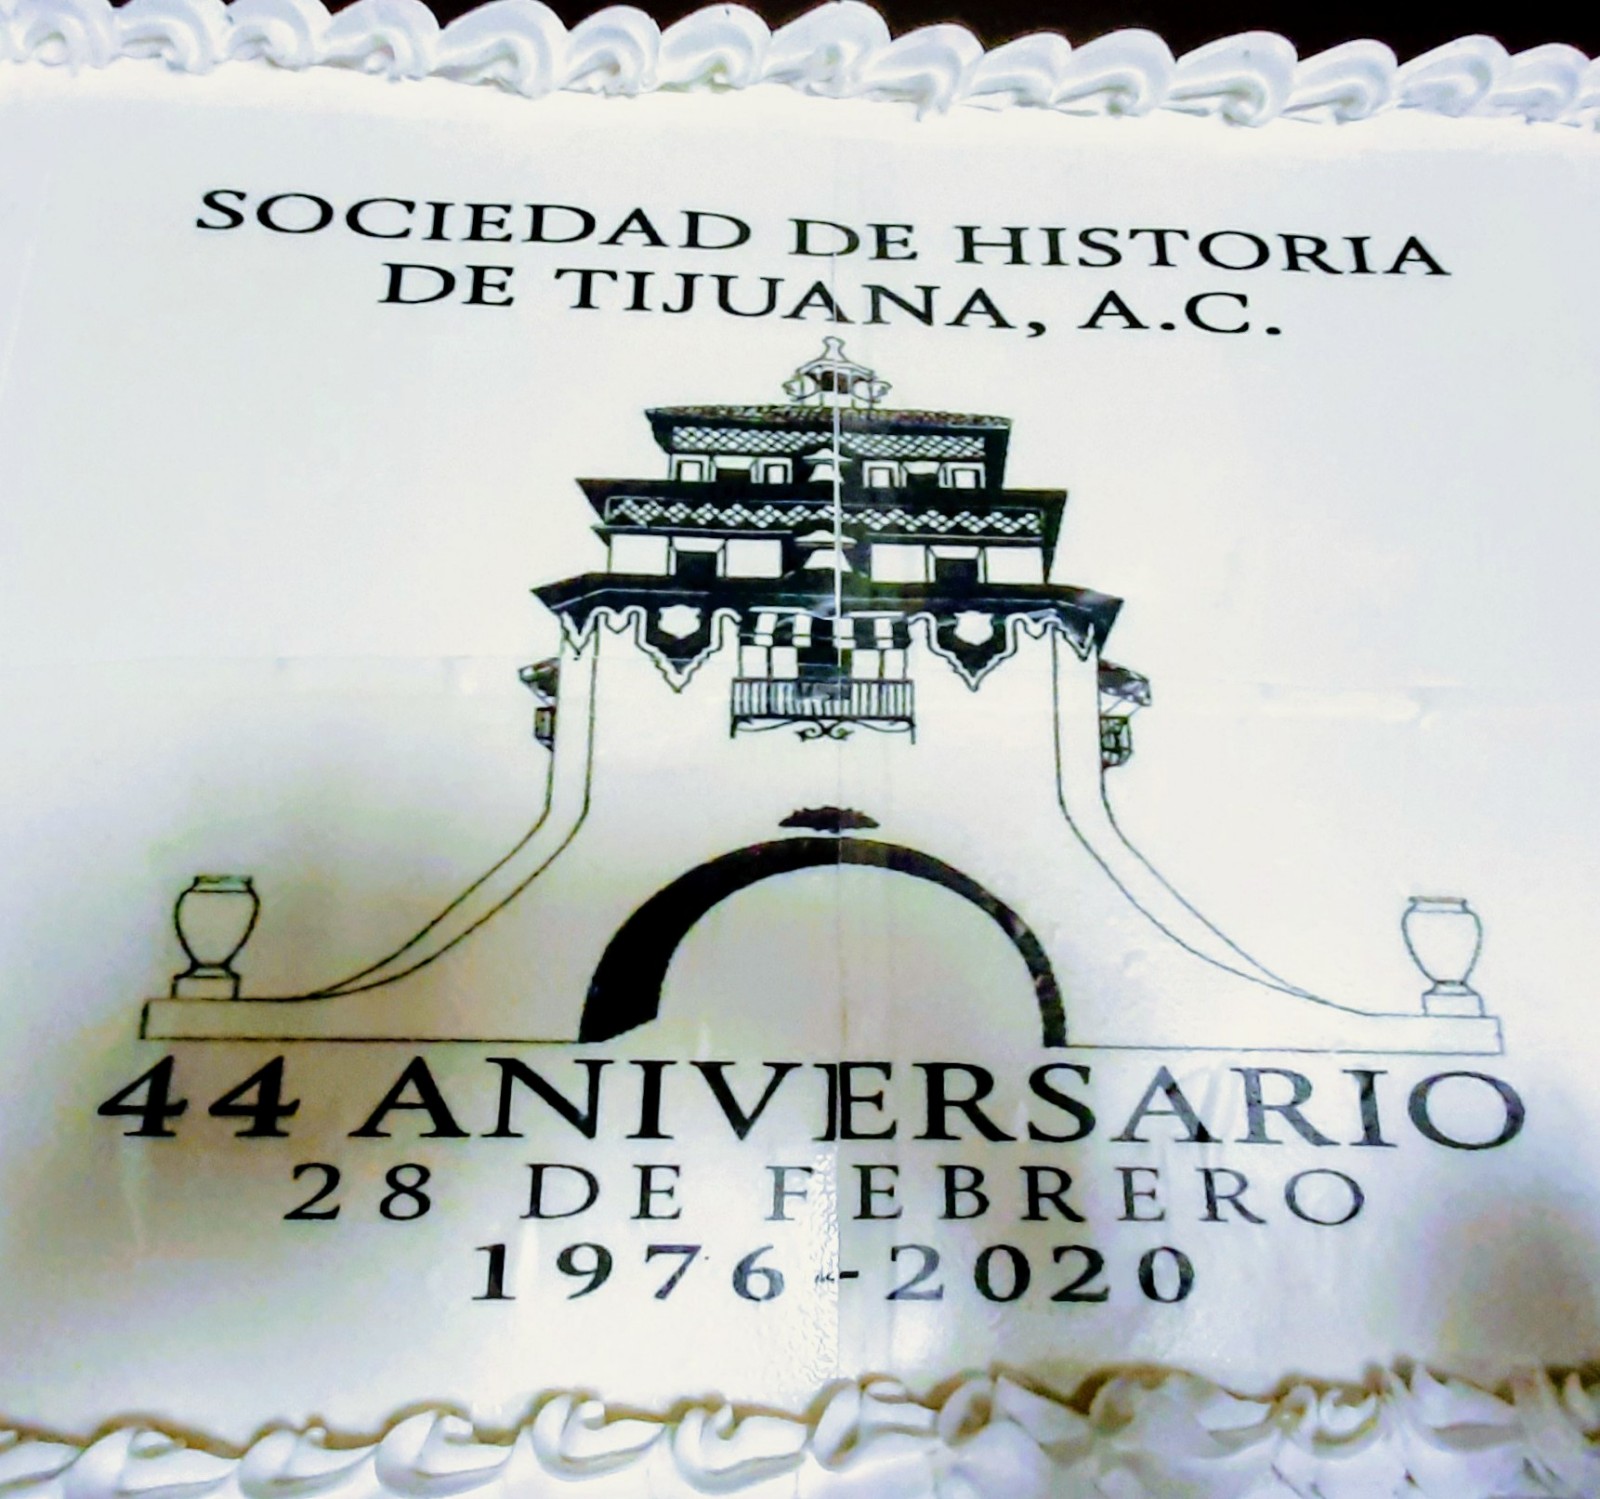 SOCIEDAD DE HISTORIA
DE TIJUANA, A.C.
44 ANIVERSARIO
28 DE FEBRERO
1976-2020